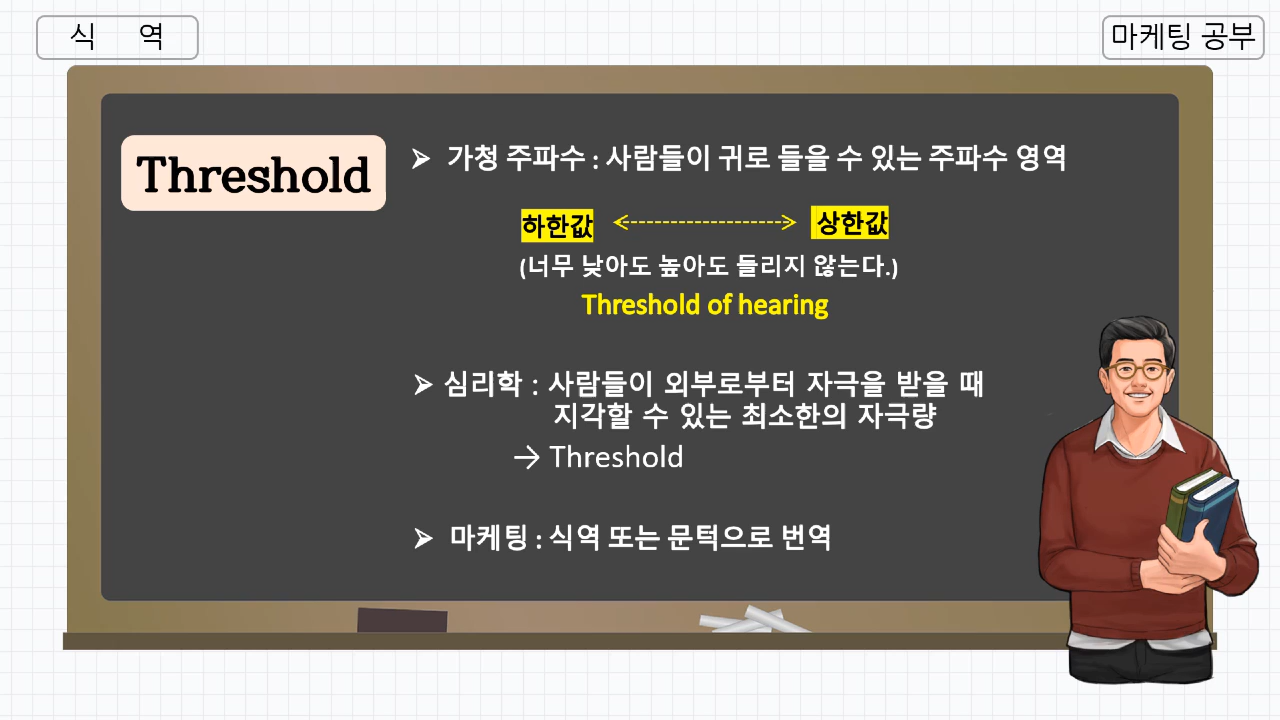 식 역
마케팅 공부
Threshold
➢ 가청 주파수 : 사람들이 귀로 들을 수 있는 주파수 영역
하한값 <--------------------> 상한값
(너무 낮아도 높아도 들리지 않는다.)
Threshold of hearing
➢ 심리학 : 사람들이 외부로부터 자극을 받을 때
지각할 수 있는 최소한의 자극량
→ Threshold
➢ 마케팅 : 식역 또는 문턱으로 번역